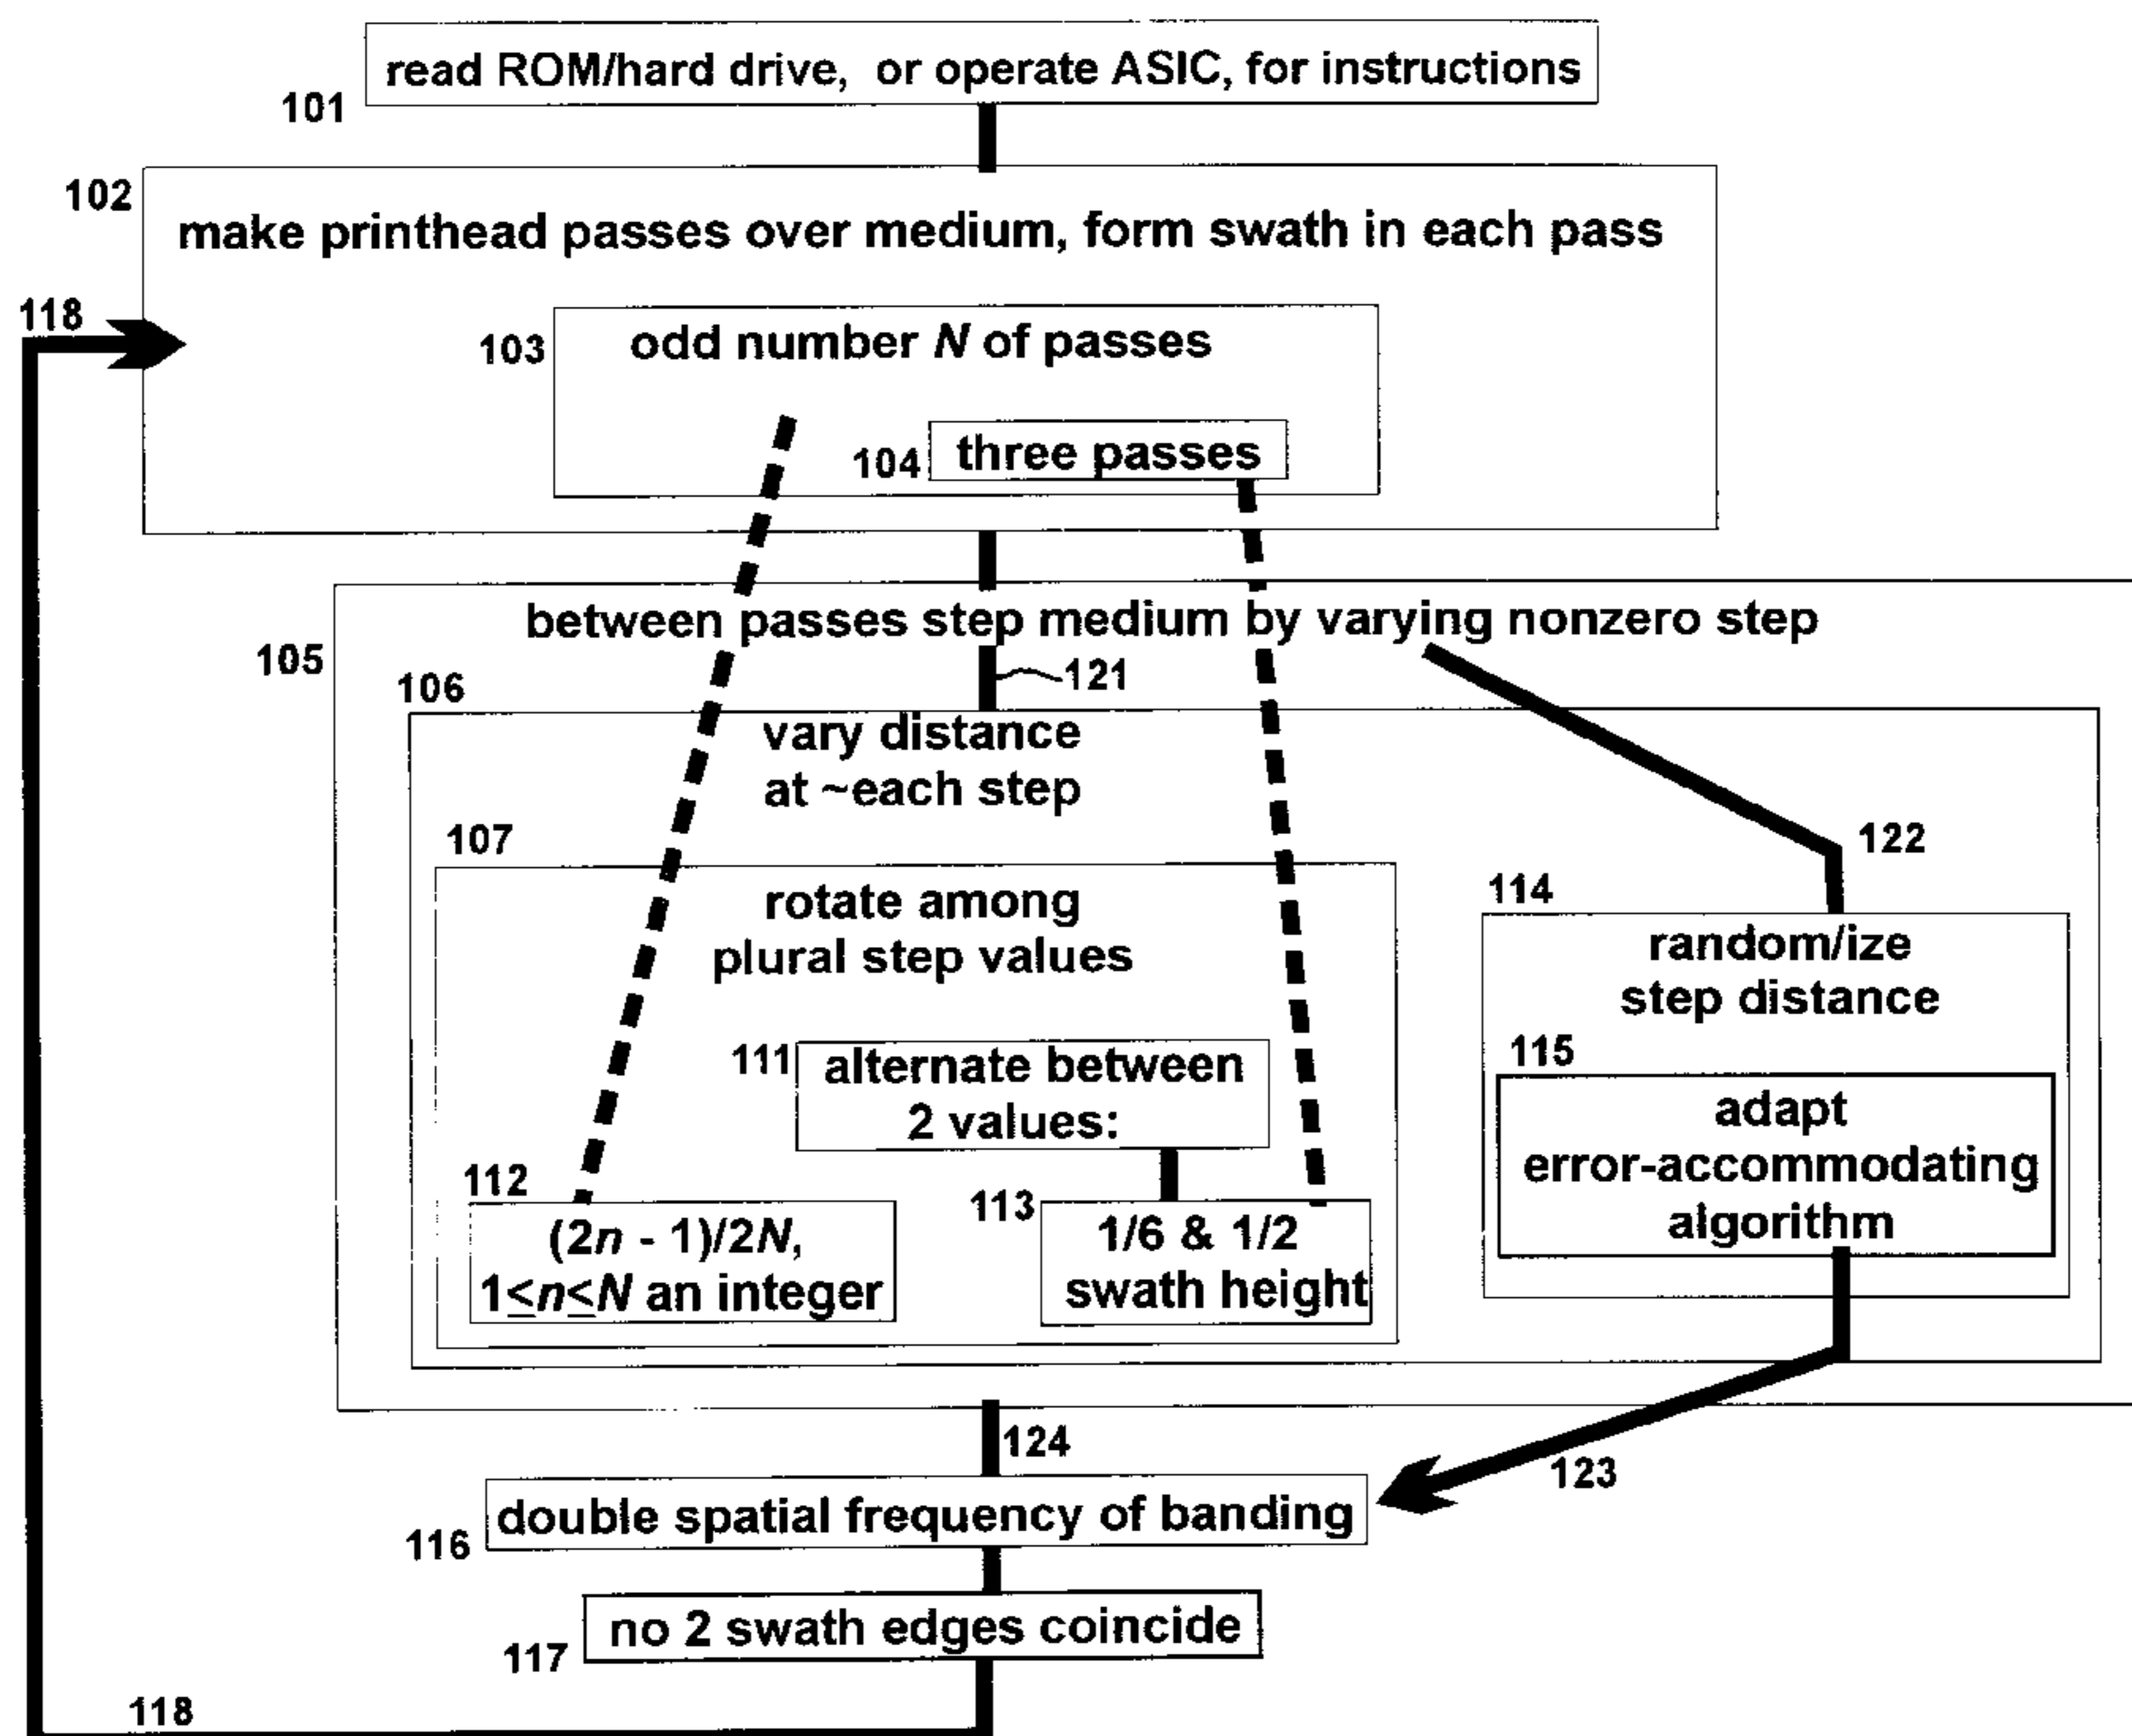 read ROM/hard drive, or operate ASIC, for instructions
101
102
make printhead passes over medium, form swath in each pass
118
103
odd number N of passes
104
three passes
between passes step medium by varying nonzero step
105
121
106
vary distance
at ~each step
107
122
rotate among
plural step values
114
random/ize
step distance
111
alternate between
2 values:
115
adapt
error-accommodating
algorithm
112
(2n - 1)/2N,
1≤n≤N an integer
113
1/6 & 1/2
swath height
124
123
double spatial frequency of banding
116
no 2 swath edges coincide
117
118